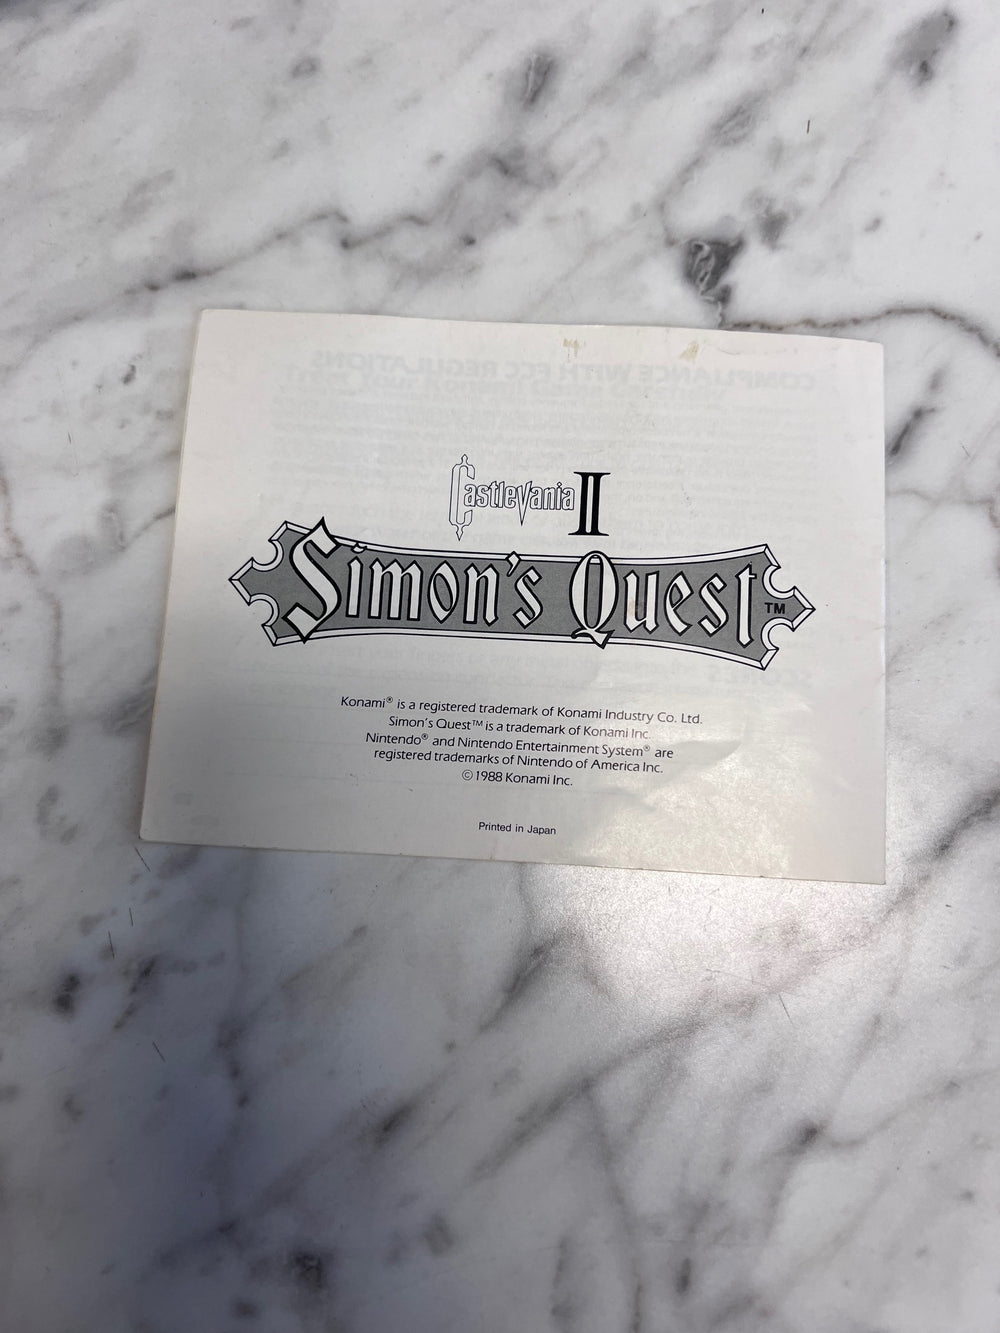 Castlevania II
Simon's Quest™
Konami® is a registered trademark of Konami Industry Co. Ltd.
Simon's Quest™ is a trademark of Konami Inc.
Nintendo® and Nintendo Entertainment System® are
registered trademarks of Nintendo of America Inc.
© 1988 Konami Inc.
Printed in Japan